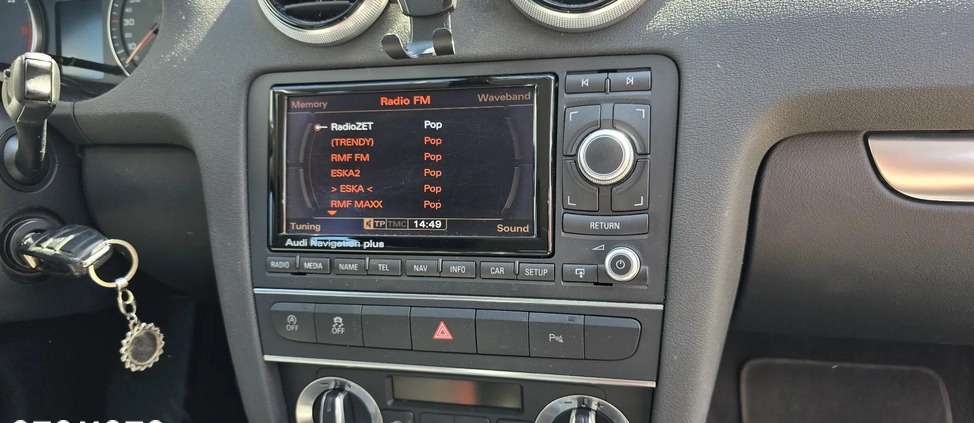 Memory
Radio FM
Waveband
RadioZET Pop
(TRENDY) Pop
RMF FM Pop
ESKA2 Pop
> ESKA < Pop
RMF MAXX Pop
Tuning
TP TMC 14:49
Sound
Audi Navigation plus
RETURN
RADIO MEDIA NAME TEL NAV INFO CAR SETUP
OFF OFF